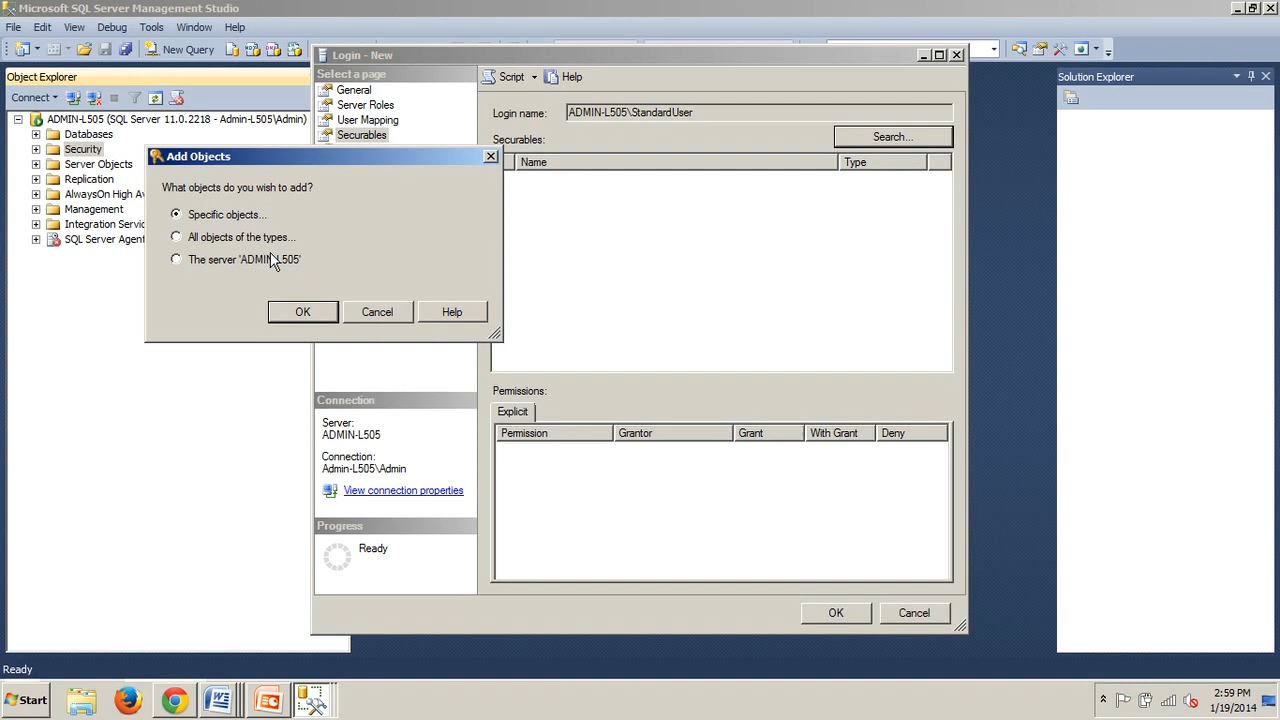 Microsoft SQL Server Management Studio
File Edit View Debug Tools Window Help
New Query
Object Explorer
Connect
ADMIN-L505 (SQL Server 11.0.2218 - Admin-L505\Admin)
Databases
Security
Server Objects
Replication
AlwaysOn High Av
Management
Integration Servic
SQL Server Agent
Login - New
Select a page
General
Server Roles
User Mapping
Securables
Script Help
Login name: ADMIN-L505\StandardUser
Securables:
Search...
Name Type
Add Objects
What objects do you wish to add?
Specific objects...
All objects of the types...
The server 'ADMIN-L505'
OK Cancel Help
Permissions:
Explicit
Permission Grantor Grant With Grant Deny
Connection
Server:
ADMIN-L505
Connection:
Admin-L505\Admin
View connection properties
Progress
Ready
OK Cancel
Solution Explorer
Ready
Start
2:59 PM
1/19/2014